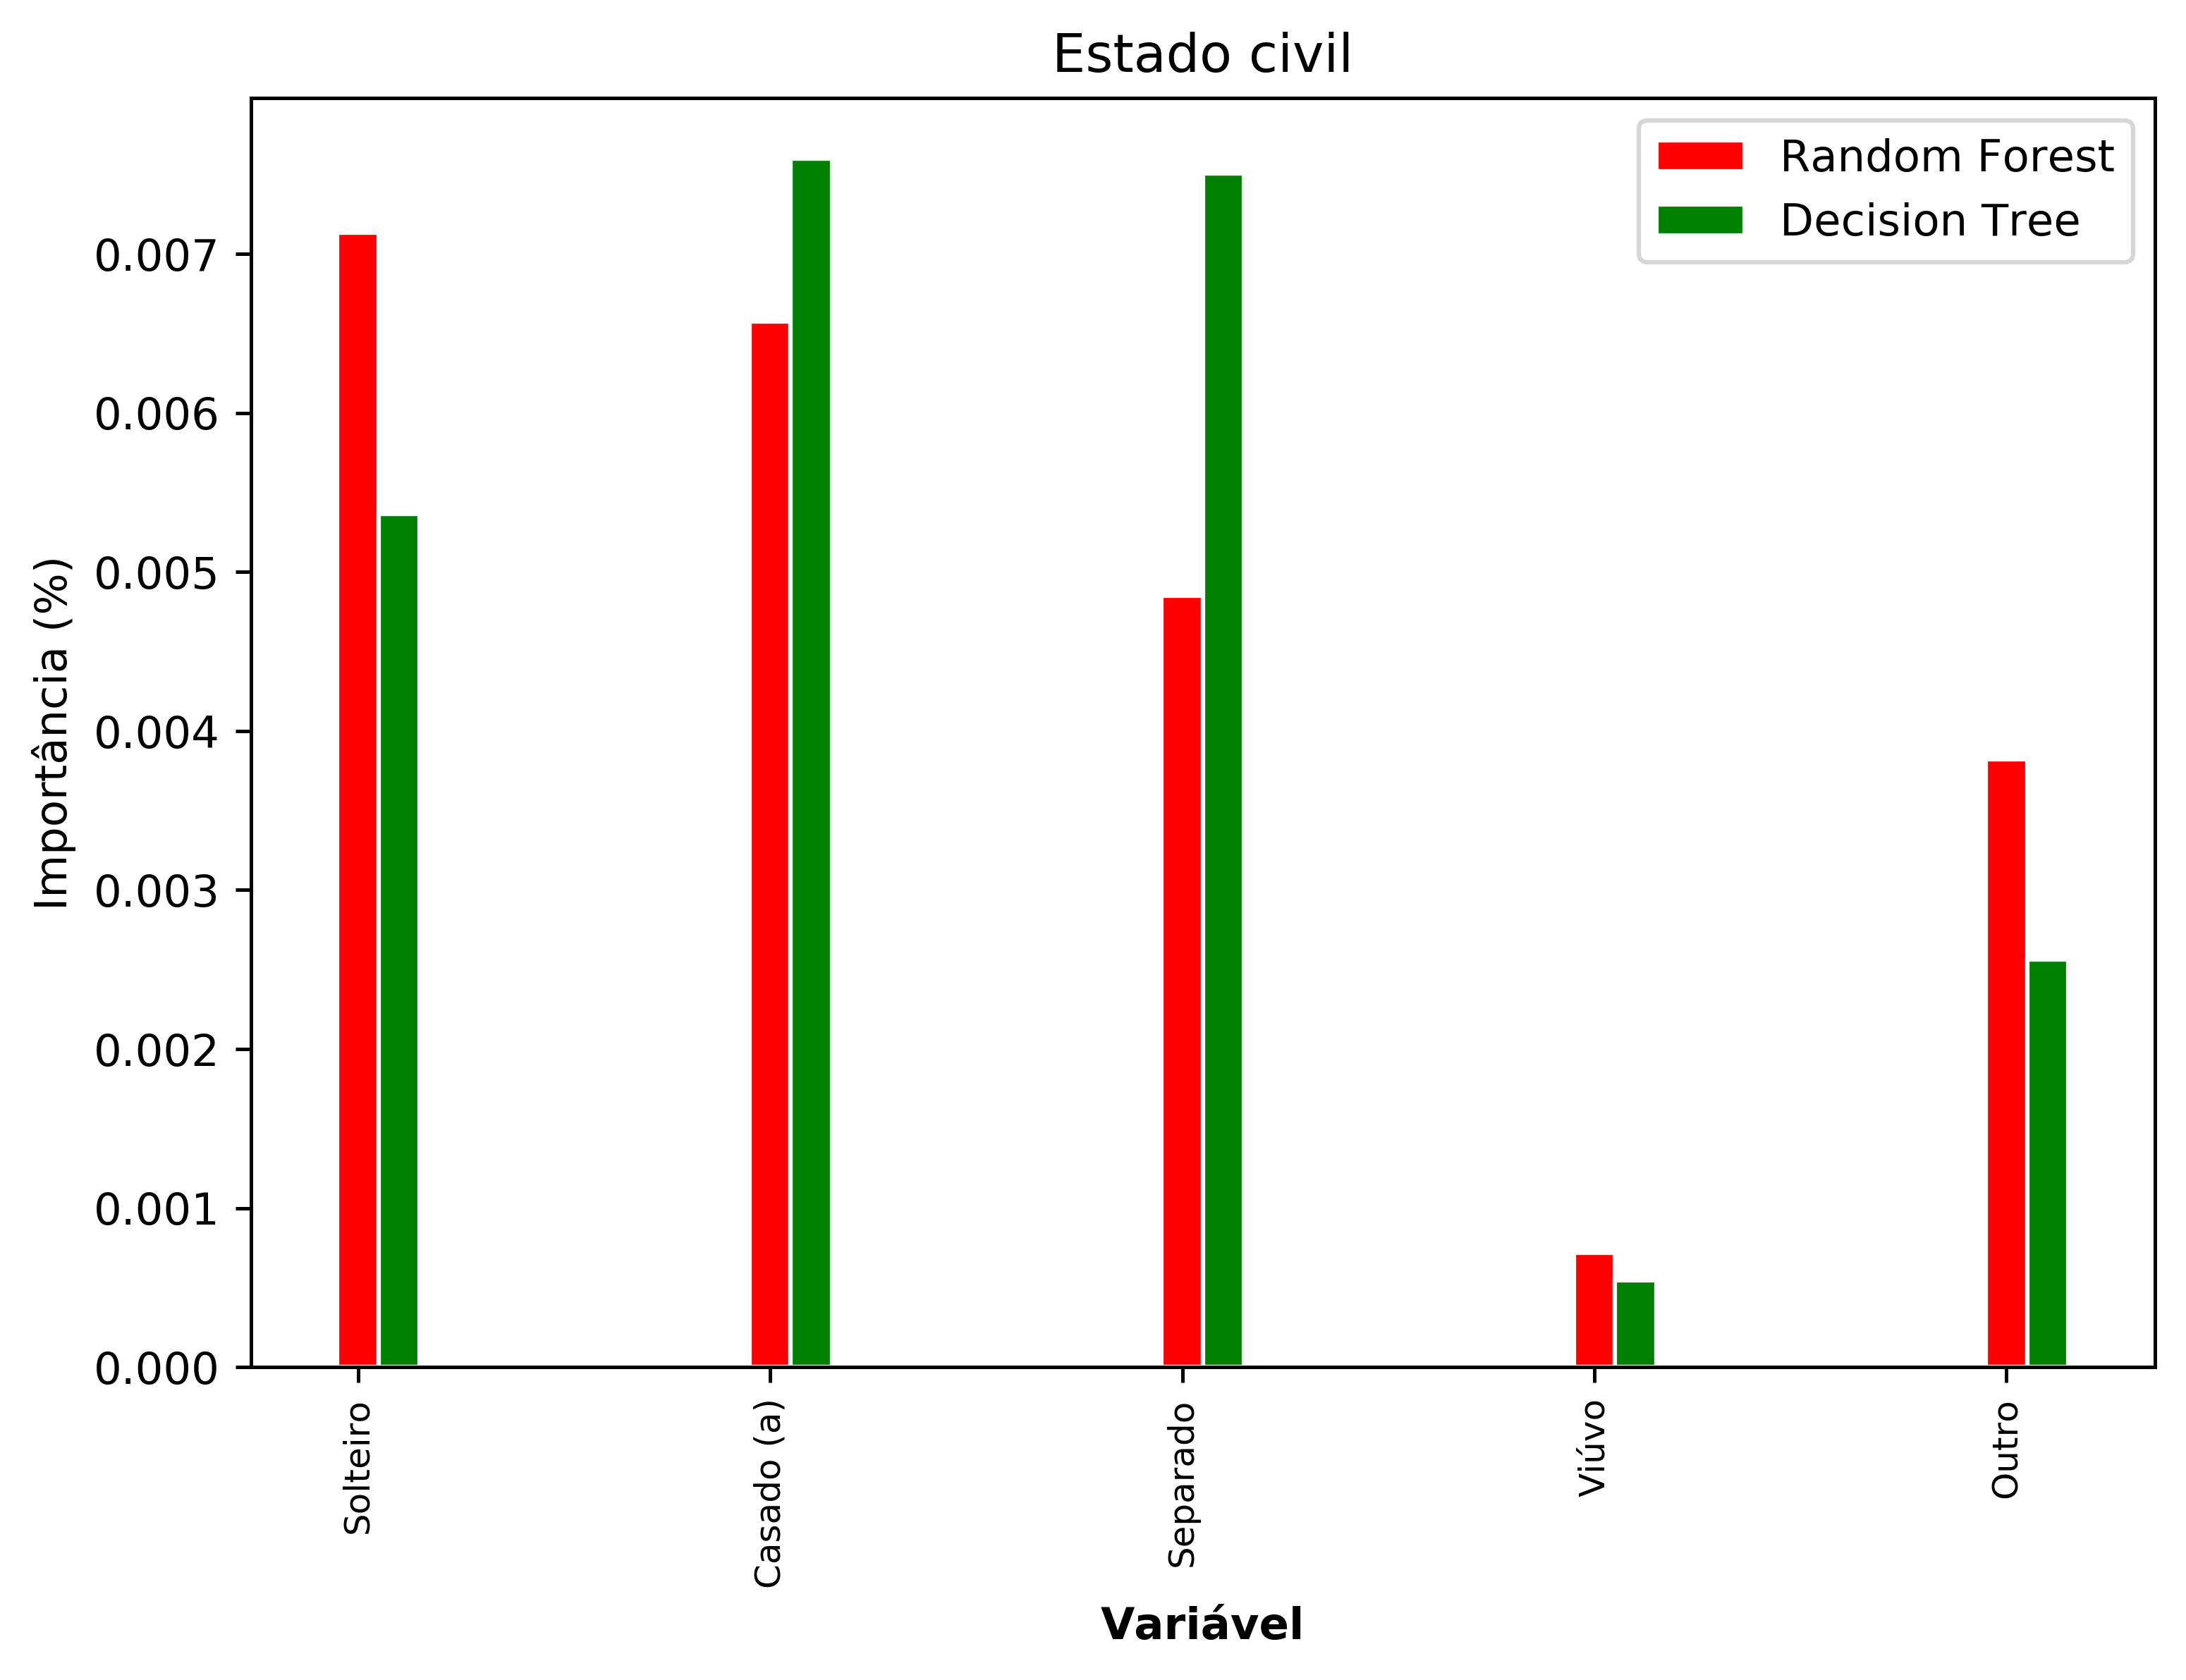 Estado civil
Random Forest
Decision Tree
Importância (%)
0.007
0.006
0.005
0.004
0.003
0.002
0.001
0.000
Solteiro
Casado (a)
Separado
Viúvo
Outro
Variável